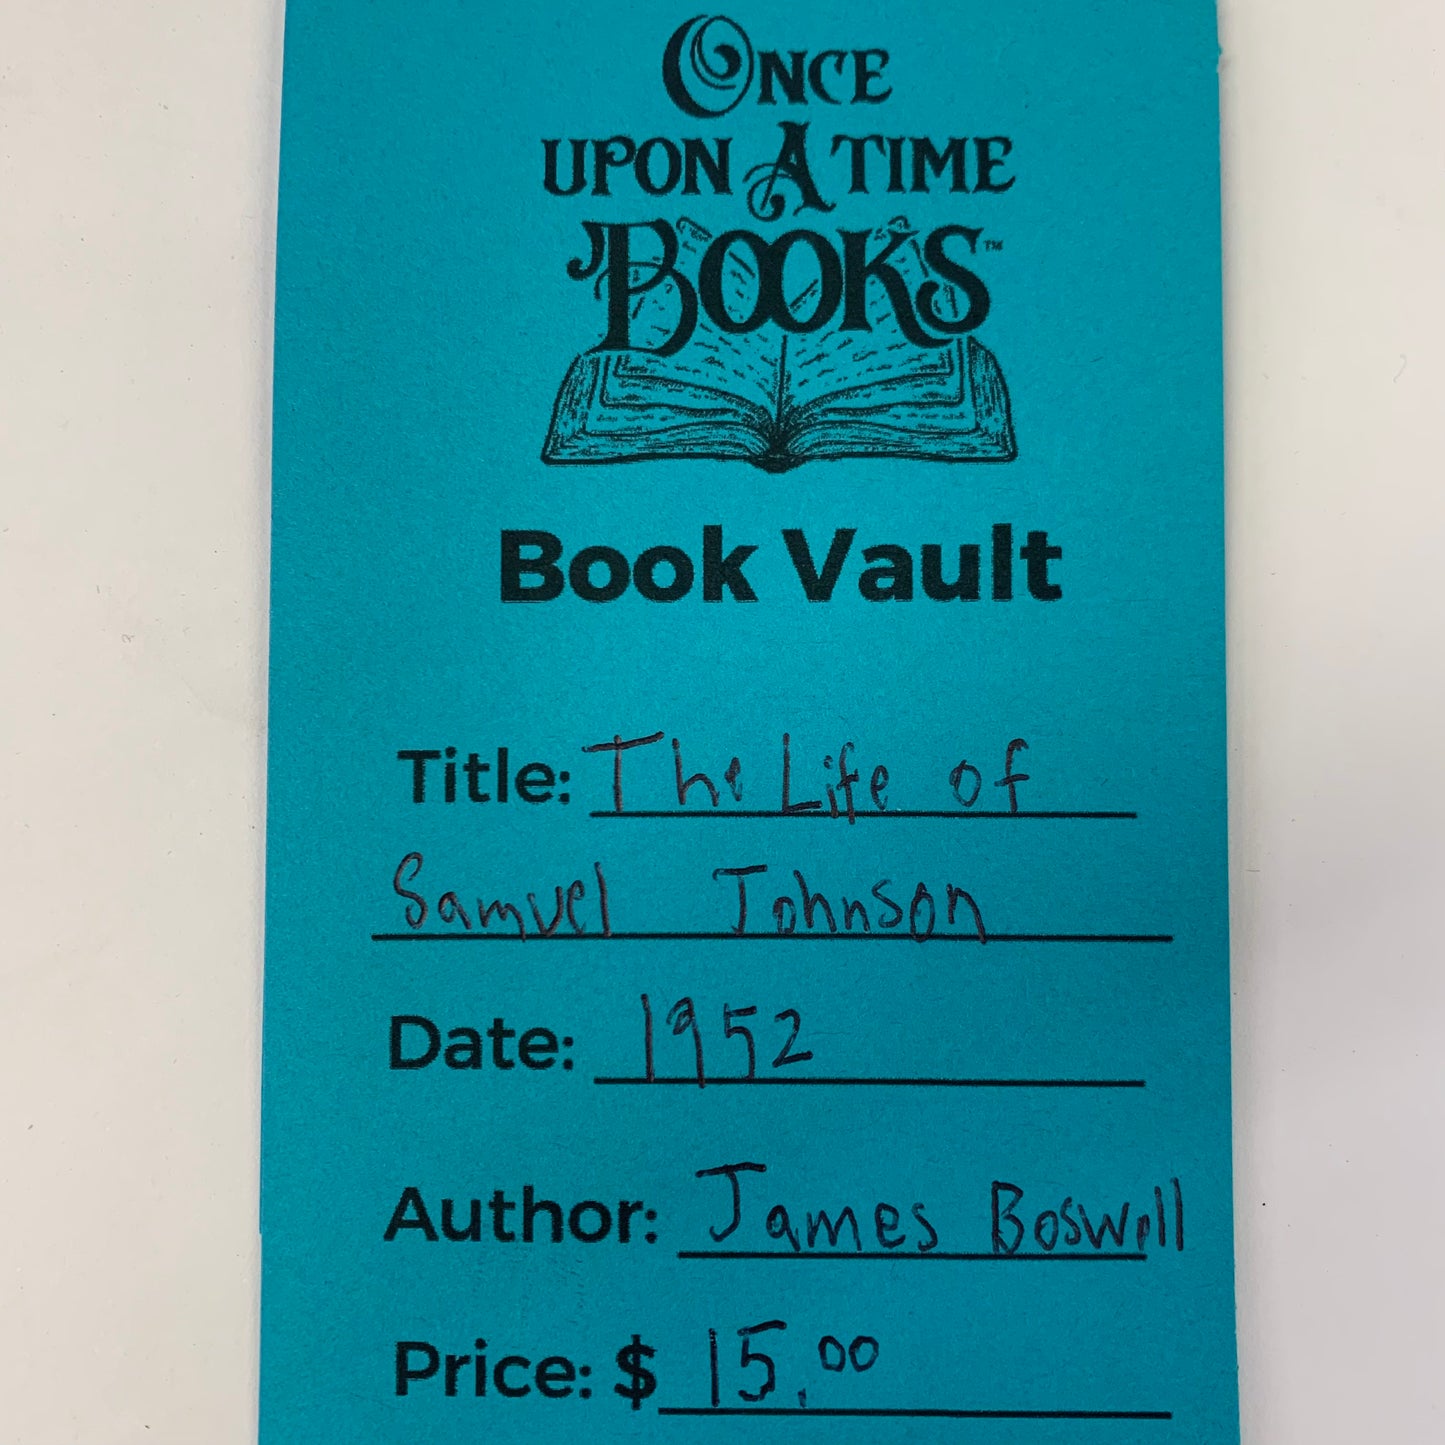 ONCE
UPON A TIME
BOOKS™
Book Vault
Title: The Life of
Samuel Johnson
Date: 1952
Author: James Boswell
Price: $ 15.00